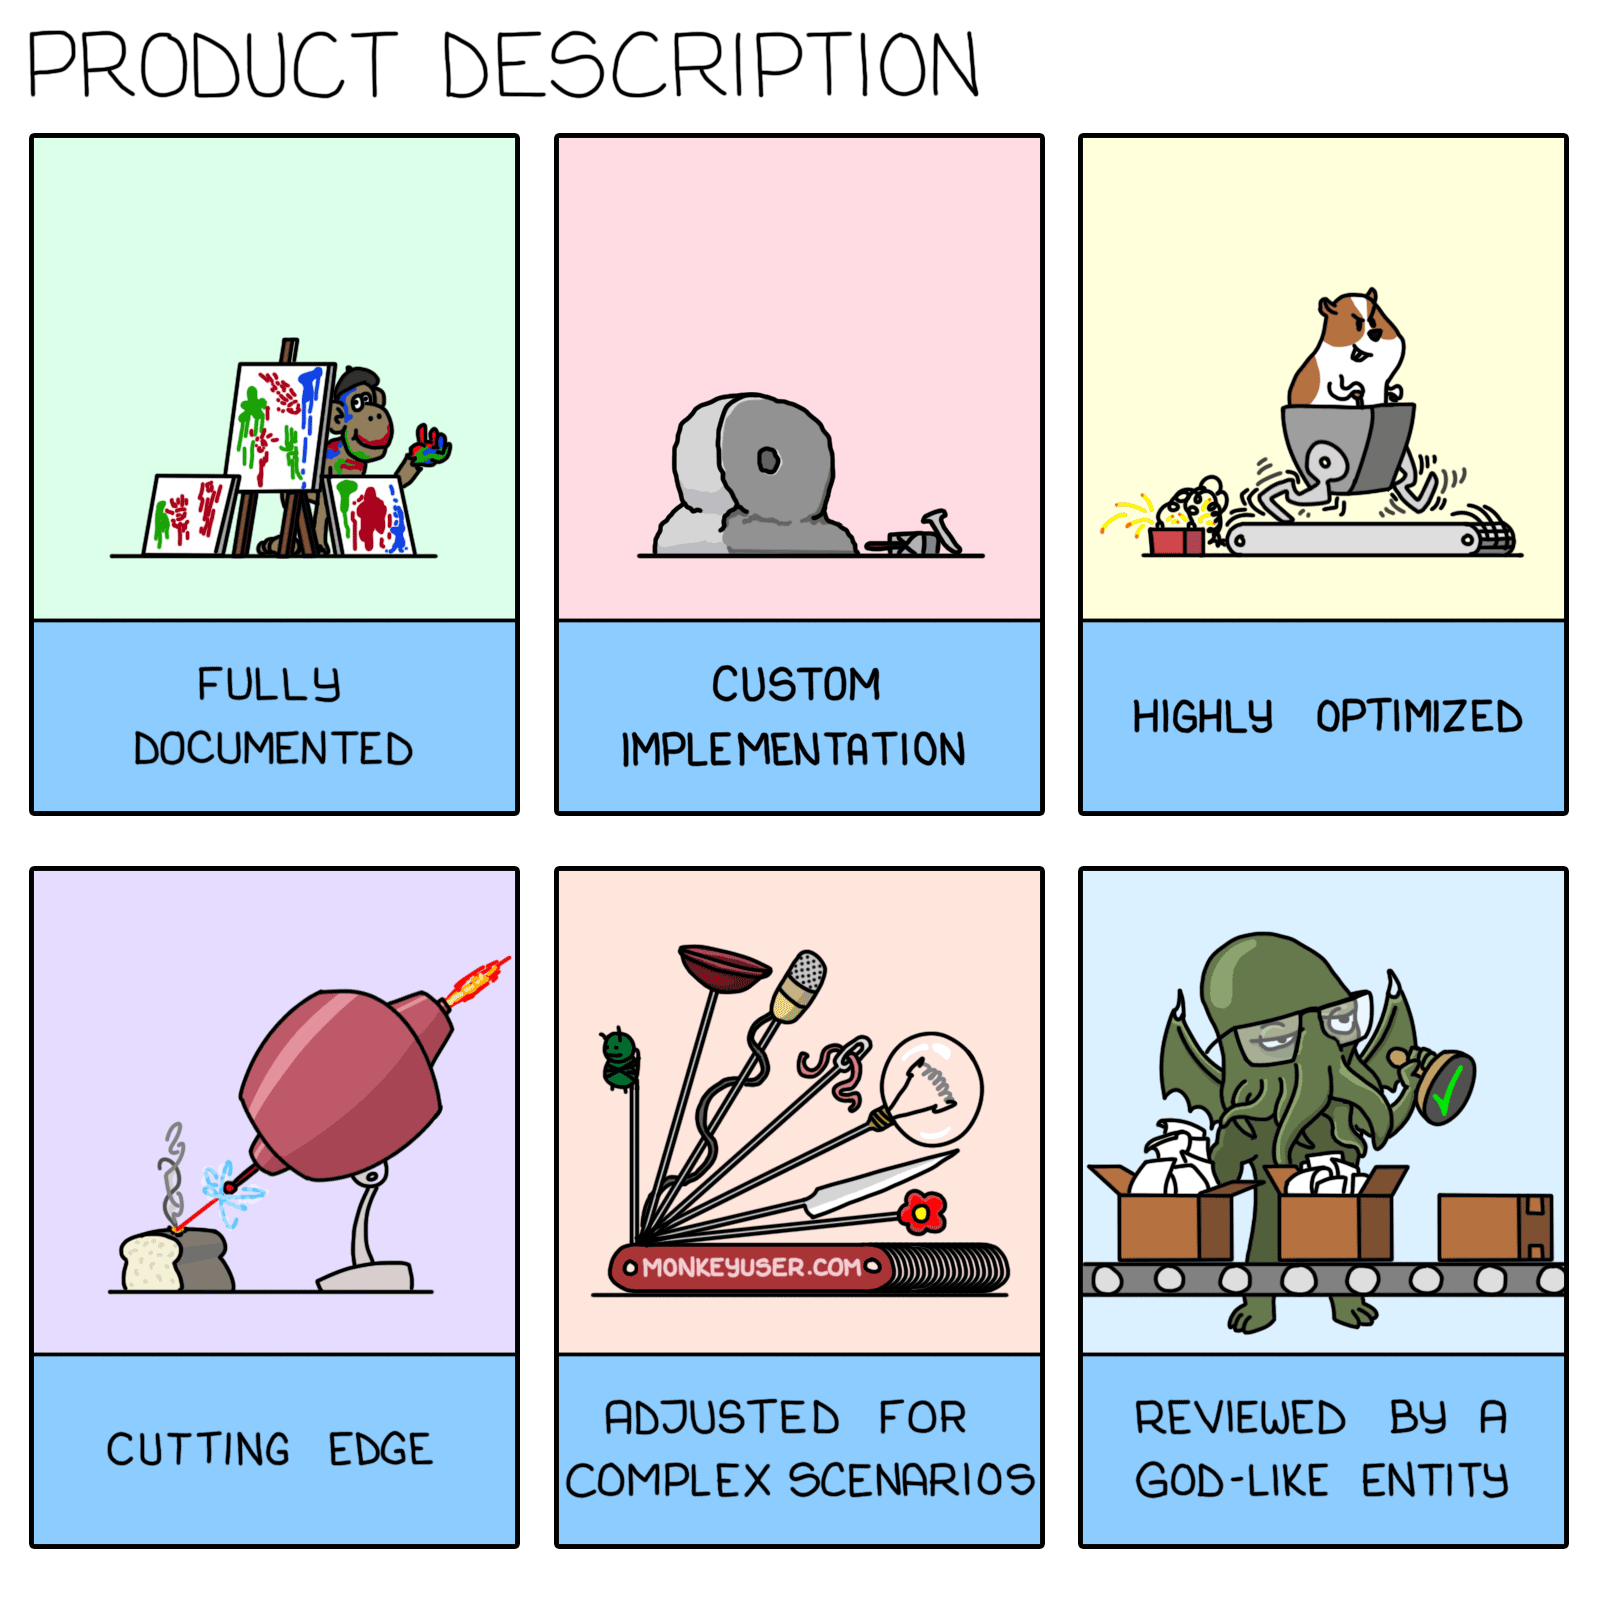 PRODUCT DESCRIPTION
FULLY
DOCUMENTED
CUSTOM
IMPLEMENTATION
HIGHLY OPTIMIZED
CUTTING EDGE
MONKEYUSER.COM
ADJUSTED FOR
COMPLEX SCENARIOS
REVIEWED BY A
GOD-LIKE ENTITY